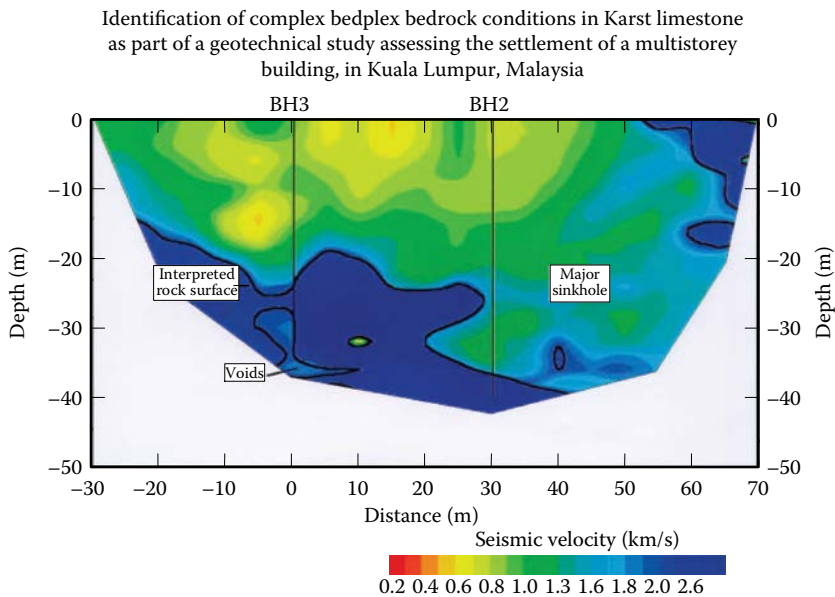 Identification of complex bedplex bedrock conditions in Karst limestone
as part of a geotechnical study assessing the settlement of a multistorey
building, in Kuala Lumpur, Malaysia
BH3 BH2
0 0
−10 −10
−20 −20
Interpreted
rock surface
Major
sinkhole
Depth (m) Depth (m)
−30 −30
Voids
−40 −40
−50 −50
−30 −20 −10 0 10 20 30 40 50 60 70
Distance (m)
Seismic velocity (km/s)
0.2 0.4 0.6 0.8 1.0 1.3 1.6 1.8 2.0 2.6